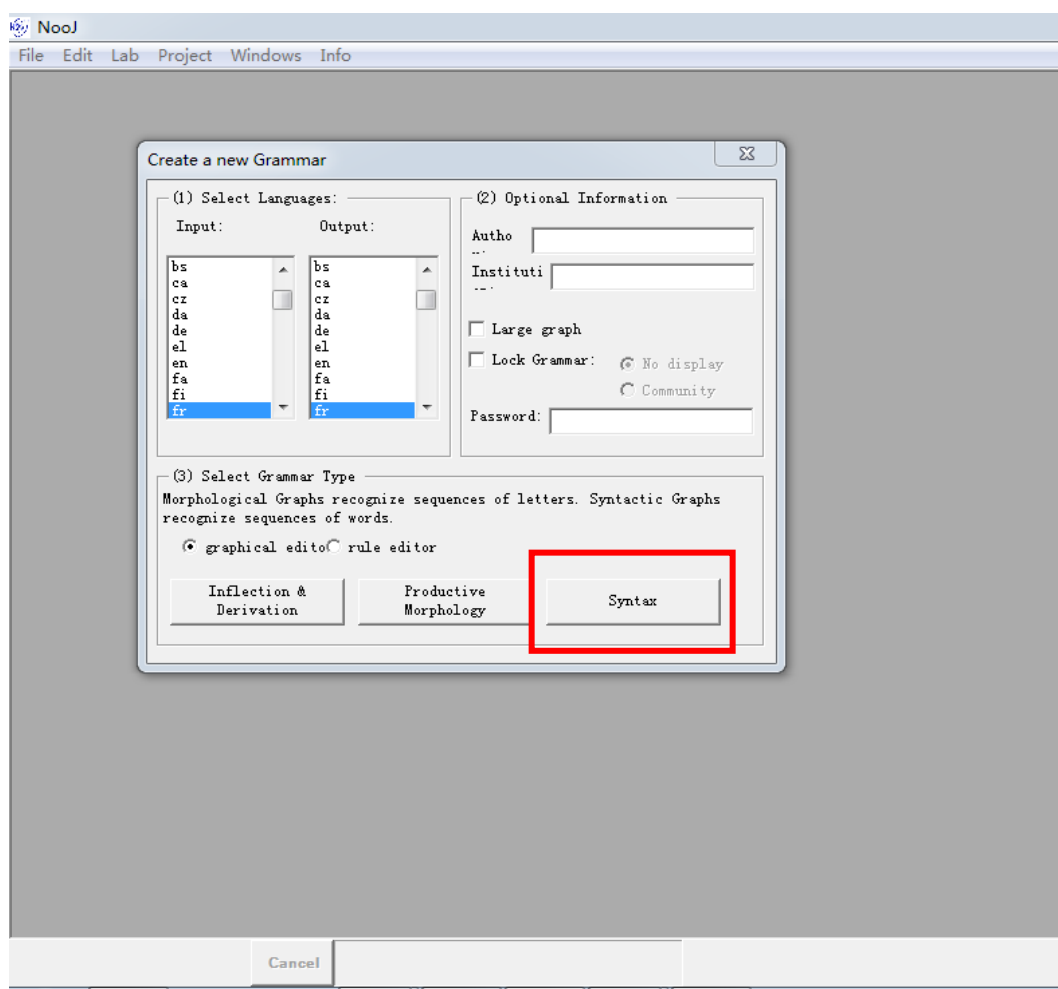 NooJ
File Edit Lab Project Windows Info
Create a new Grammar
(1) Select Languages:
Input: Output:
bs
ca
cz
da
de
el
en
fa
fi
fr
bs
ca
cz
da
de
el
en
fa
fi
fr
(2) Optional Information
Autho
Instituti
Large graph
Lock Grammar:
No display
Community
Password:
(3) Select Grammar Type
Morphological Graphs recognize sequences of letters. Syntactic Graphs
recognize sequences of words.
graphical edito rule editor
Inflection &
Derivation
Productive
Morphology
Syntax
Cancel